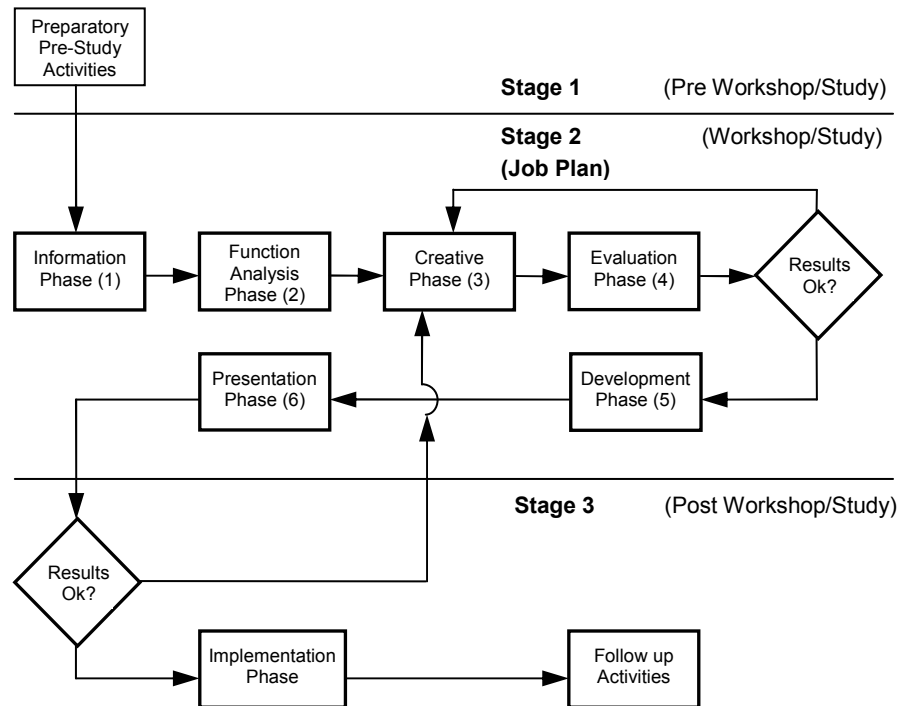 Preparatory
Pre-Study
Activities
Stage 1 (Pre Workshop/Study)
Stage 2 (Workshop/Study)
(Job Plan)
Information
Phase (1)
Function
Analysis
Phase (2)
Creative
Phase (3)
Evaluation
Phase (4)
Results
Ok?
Presentation
Phase (6)
Development
Phase (5)
Stage 3 (Post Workshop/Study)
Results
Ok?
Implementation
Phase
Follow up
Activities